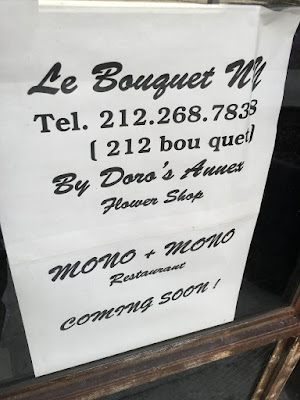 Le Bouquet NY
Tel. 212.268.7838
( 212 bou quet)
By Doro's Annex
Flower Shop
MONO + MONO
Restaurant
COMING SOON !